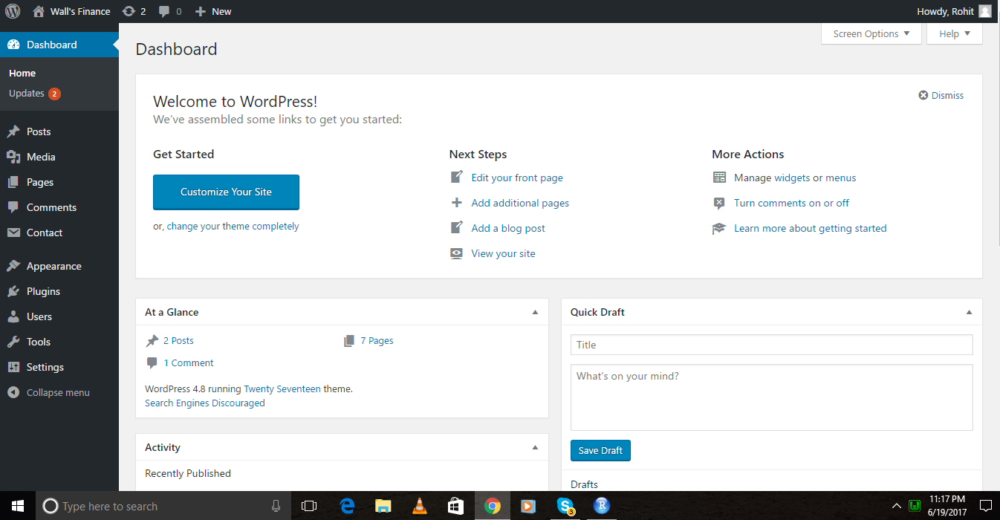 Wall's Finance 2 0 New Howdy, Rohit
Screen Options Help
Dashboard
Home
Updates 2
Posts
Media
Pages
Comments
Contact
Appearance
Plugins
Users
Tools
Settings
Collapse menu
Dashboard
Welcome to WordPress!
Dismiss
We've assembled some links to get you started:
Get Started
Customize Your Site
or, change your theme completely
Next Steps
Edit your front page
Add additional pages
Add a blog post
View your site
More Actions
Manage widgets or menus
Turn comments on or off
Learn more about getting started
At a Glance
2 Posts 7 Pages
1 Comment
WordPress 4.8 running Twenty Seventeen theme.
Search Engines Discouraged
Activity
Recently Published
Quick Draft
Title
What's on your mind?
Save Draft
Drafts
Type here to search
3
R
11:17 PM
6/19/2017